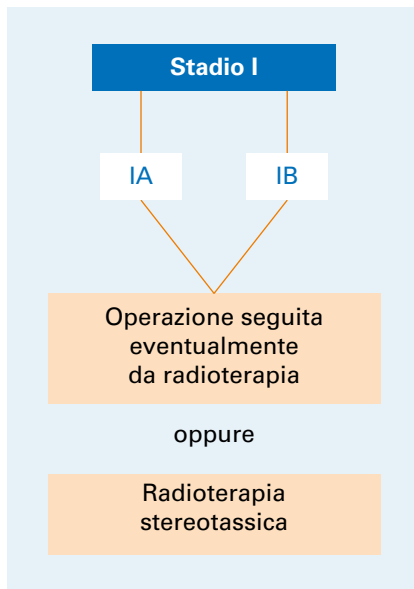 Stadio I
IA IB
Operazione seguita
eventualmente
da radioterapia
oppure
Radioterapia
stereotassica